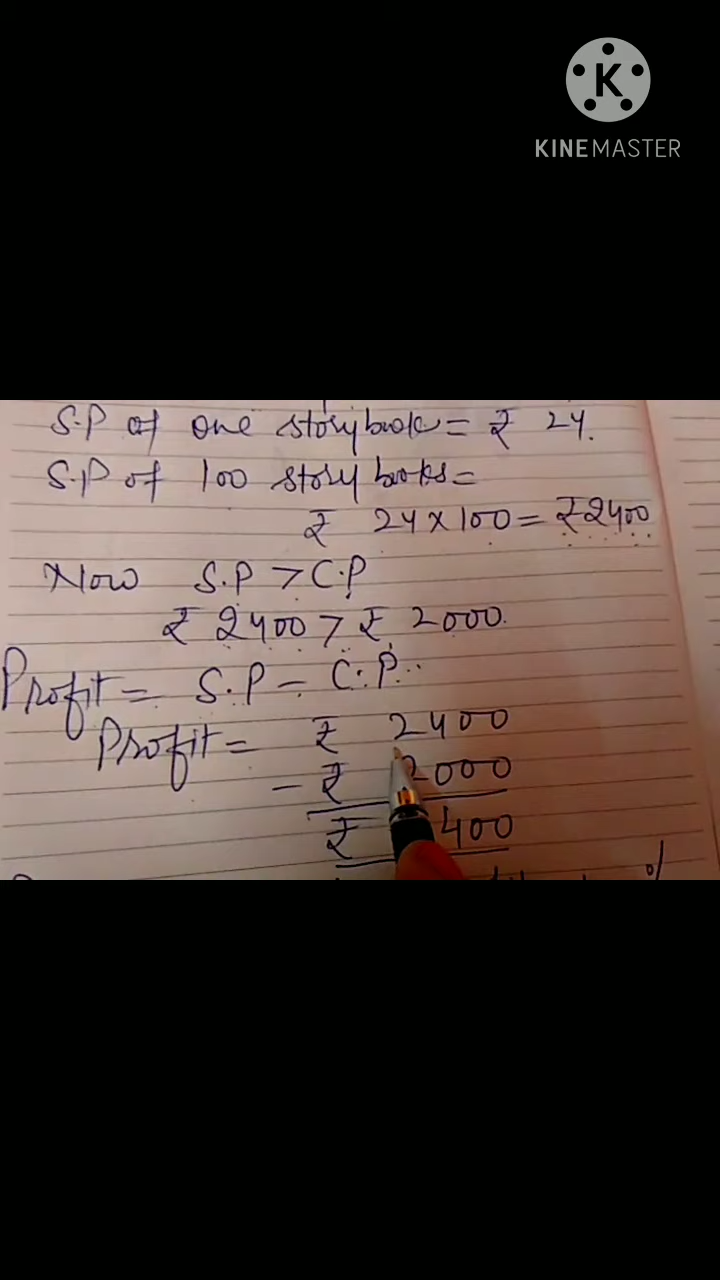 K
KINEMASTER
S.P of one storybook = ₹ 24.
S.P of 100 story books =
₹ 24 x 100 = ₹2400
Now S.P > C.P
₹ 2400 > ₹ 2000.
Profit = S.P - C.P.
Profit = ₹ 2400
- ₹ 2000
₹ 400
%